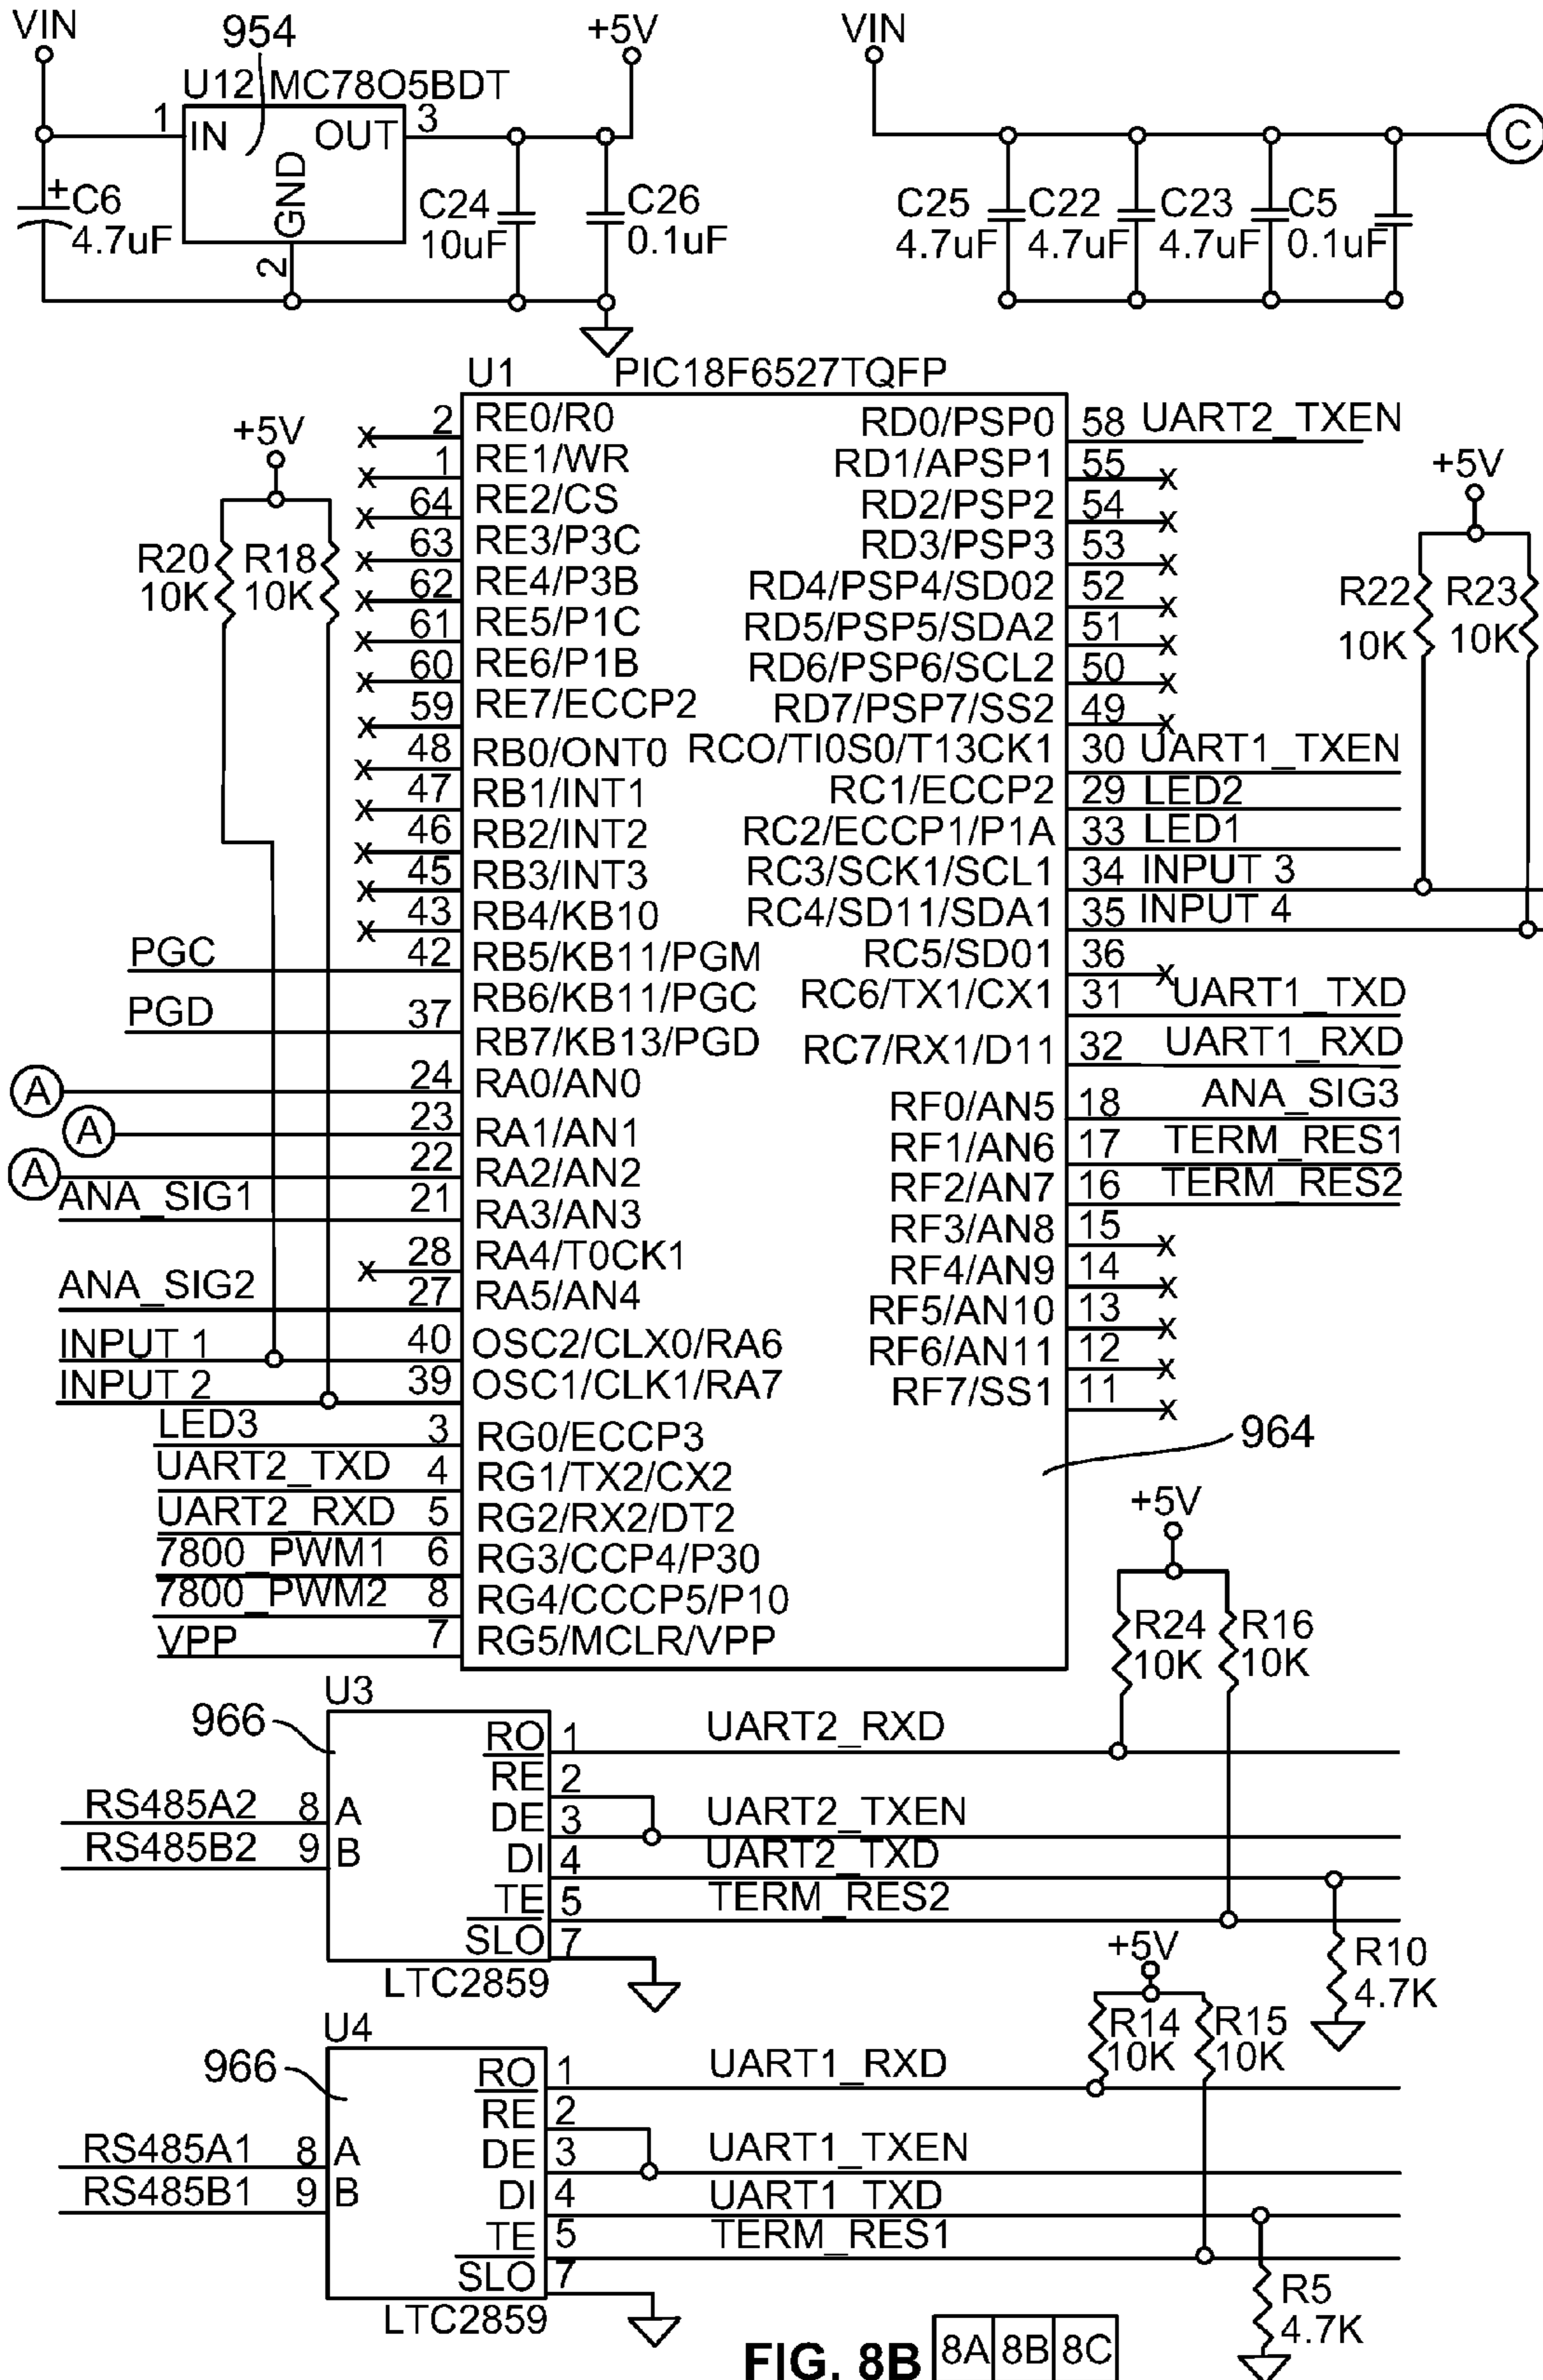 VIN
954
+5V
VIN
U12 MC78O5BDT
1
IN
OUT
3
GND
2
+
C6
4.7uF
C24
10uF
C26
0.1uF
C25
4.7uF
C22
4.7uF
C23
4.7uF
C5
0.1uF
C
U1
PIC18F6527TQFP
+5V
R20
10K
R18
10K
+5V
R22
10K
R23
10K
x 2 RE0/R0
x 1 RE1/WR
x 64 RE2/CS
x 63 RE3/P3C
x 62 RE4/P3B
x 61 RE5/P1C
x 60 RE6/P1B
x 59 RE7/ECCP2
x 48 RB0/ONT0
x 47 RB1/INT1
x 46 RB2/INT2
x 45 RB3/INT3
x 43 RB4/KB10
PGC 42 RB5/KB11/PGM
RB6/KB11/PGC
PGD 37
RB7/KB13/PGD
A 24 RA0/AN0
A 23 RA1/AN1
A 22 RA2/AN2
ANA_SIG1 21 RA3/AN3
x 28 RA4/T0CK1
ANA_SIG2 27 RA5/AN4
INPUT 1 40 OSC2/CLX0/RA6
INPUT 2 39 OSC1/CLK1/RA7
LED3 3 RG0/ECCP3
UART2_TXD 4 RG1/TX2/CX2
UART2_RXD 5 RG2/RX2/DT2
7800_PWM1 6 RG3/CCP4/P30
7800_PWM2 8 RG4/CCCP5/P10
VPP 7 RG5/MCLR/VPP
RD0/PSP0 58 UART2_TXEN
RD1/APSP1 55 x
RD2/PSP2 54 x
RD3/PSP3 53 x
RD4/PSP4/SD02 52 x
RD5/PSP5/SDA2 51 x
RD6/PSP6/SCL2 50 x
RD7/PSP7/SS2 49 x
RCO/TI0S0/T13CK1 30 UART1_TXEN
RC1/ECCP2 29 LED2
RC2/ECCP1/P1A 33 LED1
RC3/SCK1/SCL1 34 INPUT 3
RC4/SD11/SDA1 35 INPUT 4
RC5/SD01 36 x
RC6/TX1/CX1 31 UART1_TXD
RC7/RX1/D11 32 UART1_RXD
RF0/AN5 18 ANA_SIG3
RF1/AN6 17 TERM_RES1
RF2/AN7 16 TERM_RES2
RF3/AN8 15 x
RF4/AN9 14 x
RF5/AN10 13 x
RF6/AN11 12 x
RF7/SS1 11 x
964
+5V
R24
10K
R16
10K
U3
966
RO 1 UART2_RXD
RE 2
DE 3 UART2_TXEN
DI 4 UART2_TXD
TE 5 TERM_RES2
SLO 7
RS485A2 8 A
RS485B2 9 B
LTC2859
R10
4.7K
+5V
R14
10K
R15
10K
U4
966
RO 1 UART1_RXD
RE 2
DE 3 UART1_TXEN
DI 4 UART1_TXD
TE 5 TERM_RES1
SLO 7
RS485A1 8 A
RS485B1 9 B
LTC2859
R5
4.7K
FIG. 8B
8A 8B 8C